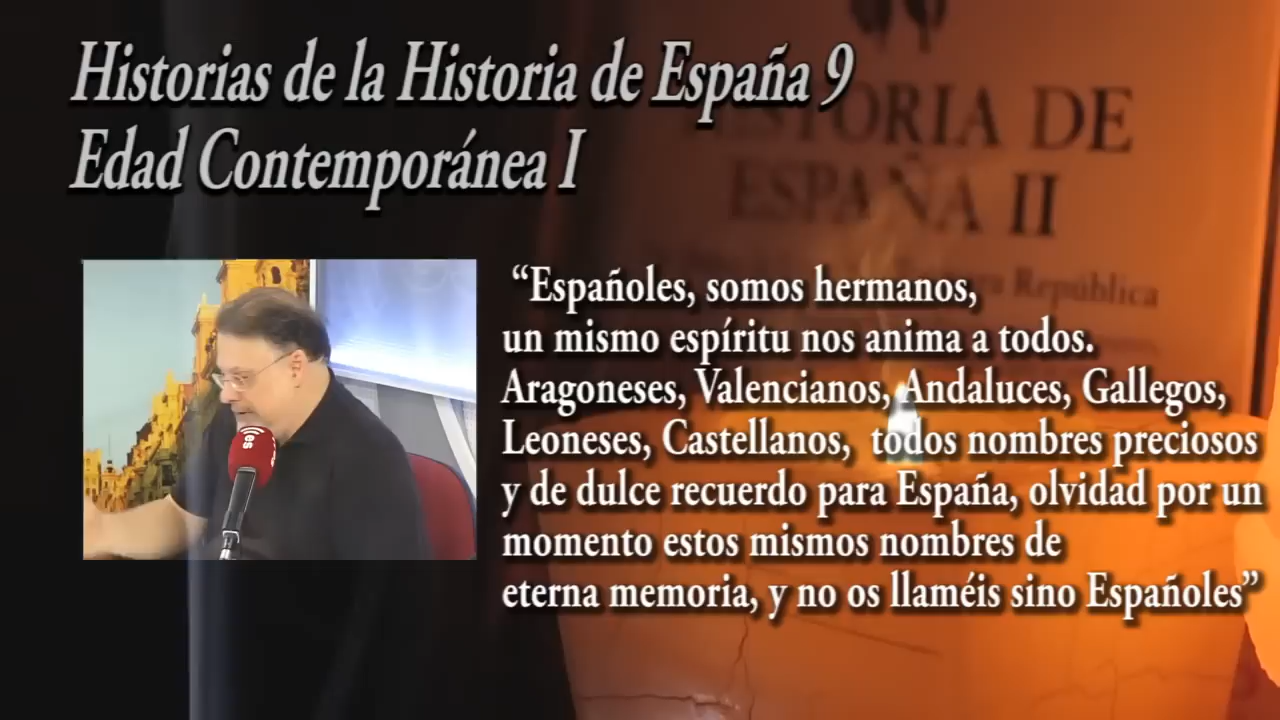 Historias de la Historia de España 9
Edad Contemporánea I
HISTORIA DE
ESPAÑA II
República
“Españoles, somos hermanos,
un mismo espíritu nos anima a todos.
Aragoneses, Valencianos, Andaluces, Gallegos,
Leoneses, Castellanos, todos nombres preciosos
y de dulce recuerdo para España, olvidad por un
momento estos mismos nombres de
eterna memoria, y no os llaméis sino Españoles”
es